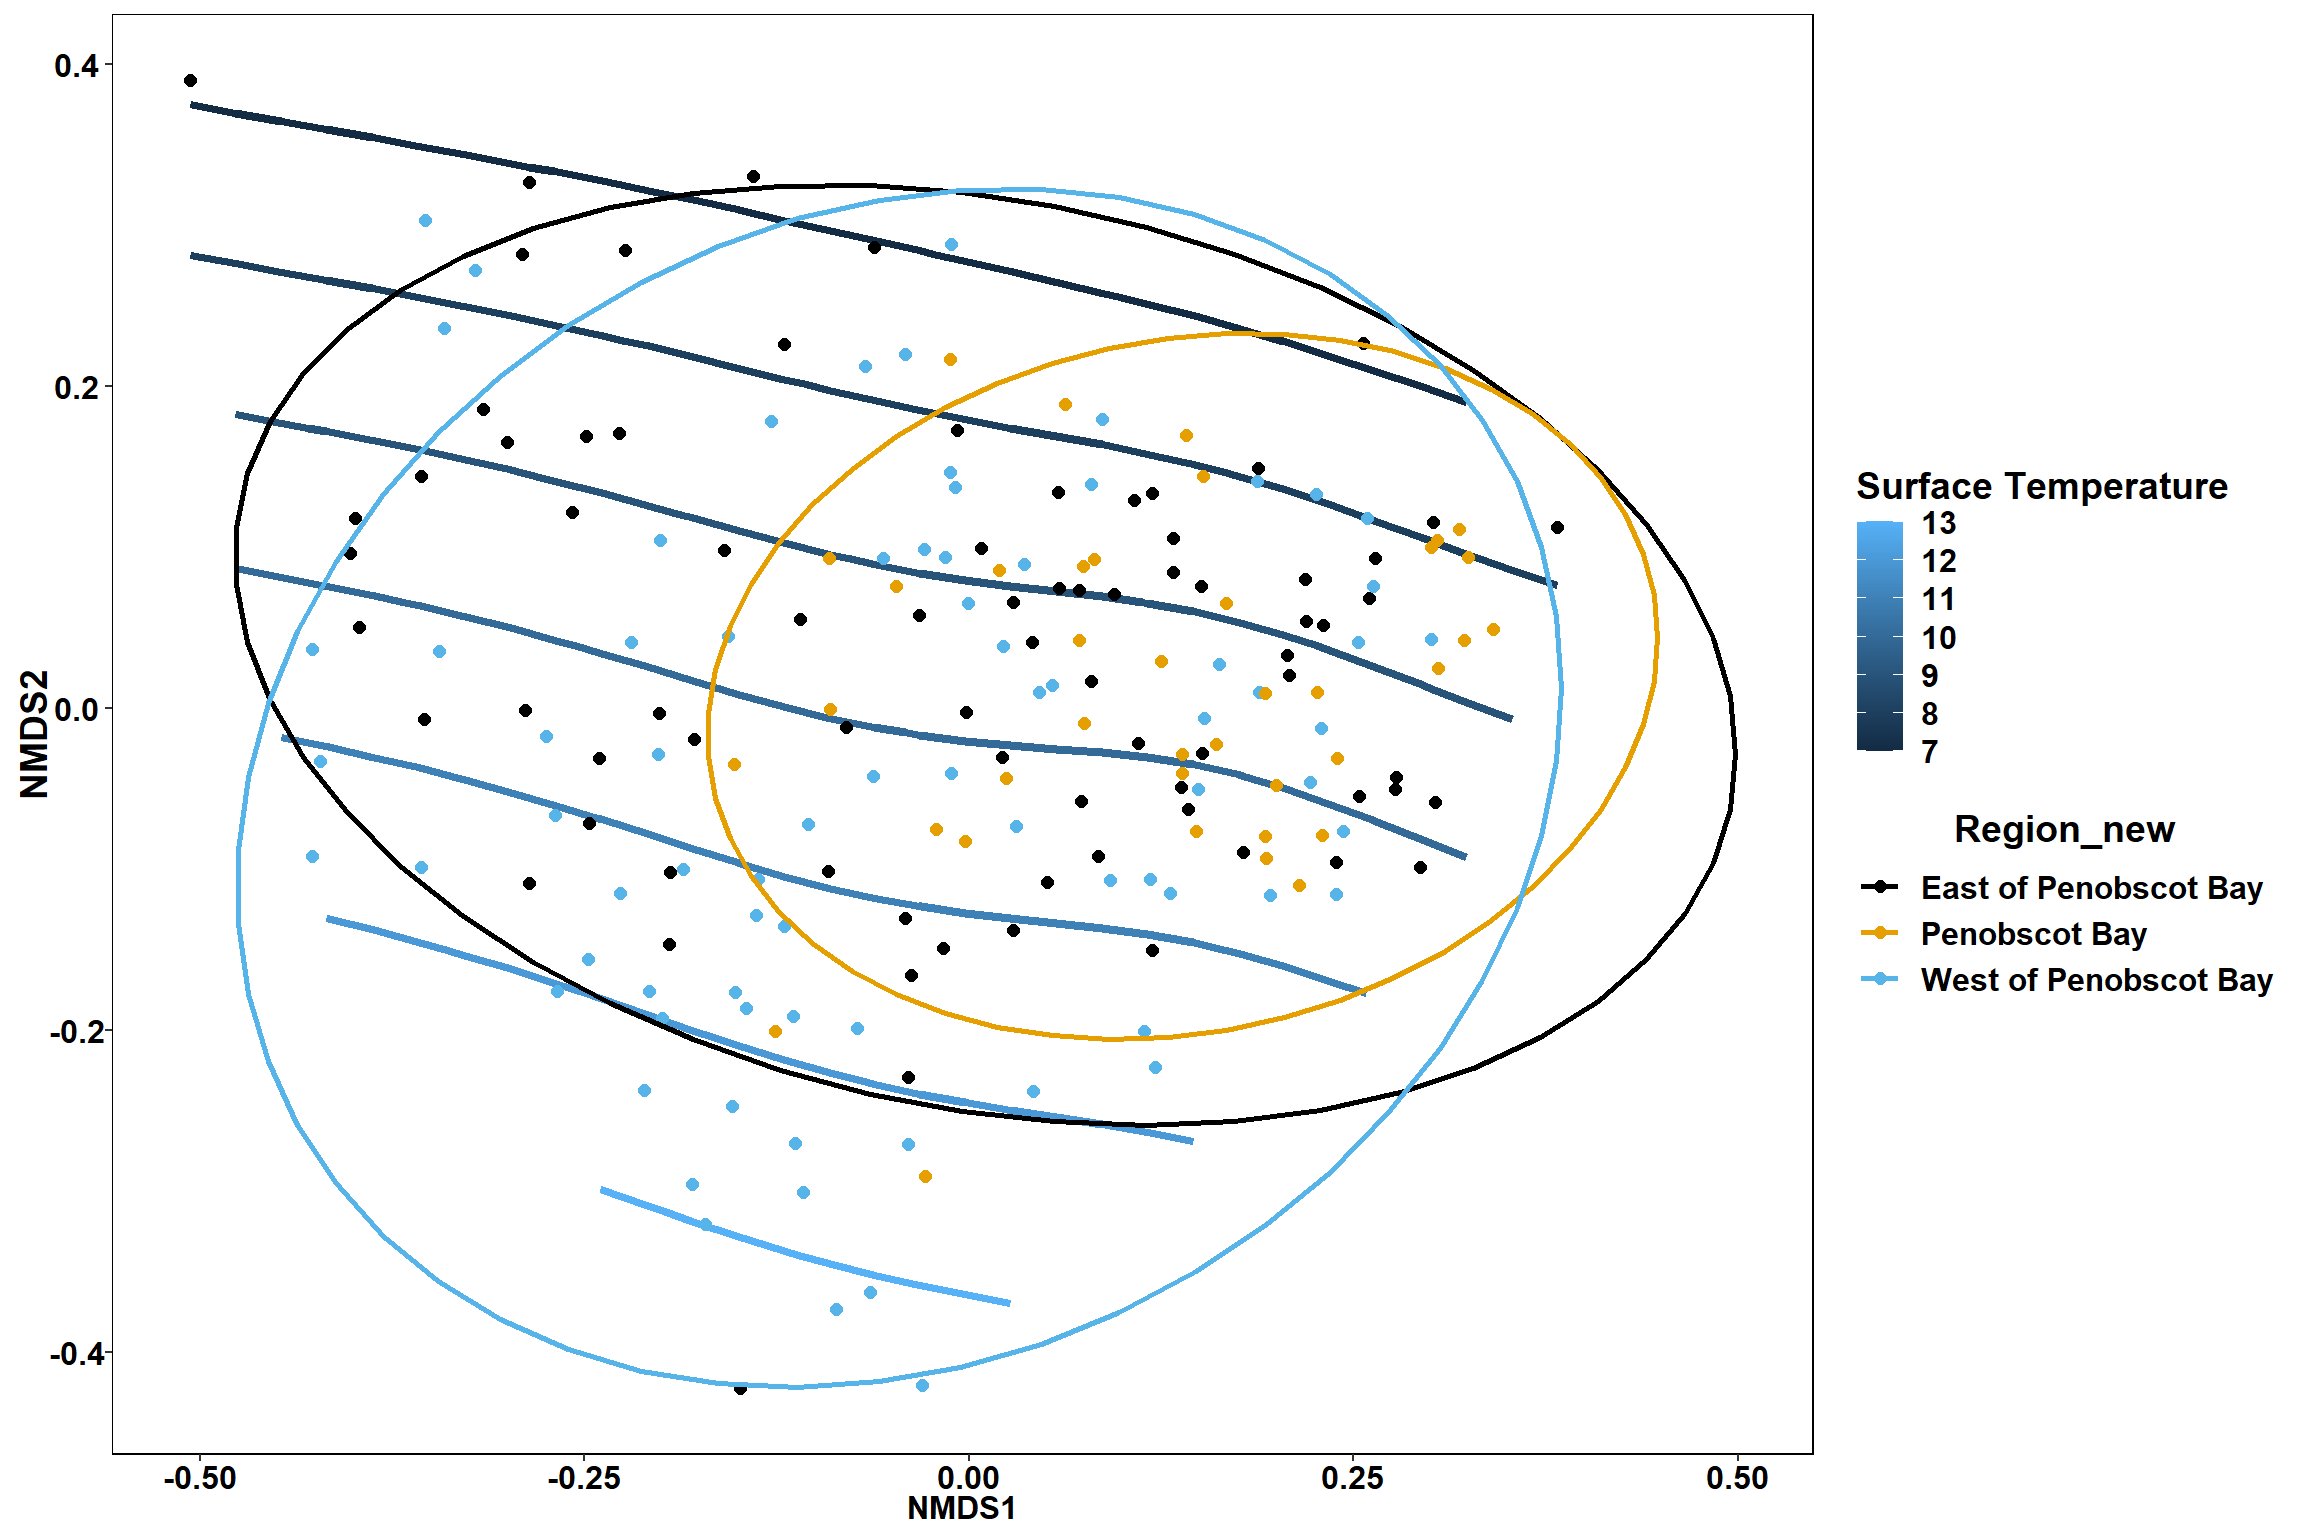 0.4
0.2
0.0
-0.2
-0.4
NMDS2
-0.50
-0.25
0.00
0.25
0.50
NMDS1
Surface Temperature
13
12
11
10
9
8
7
Region_new
East of Penobscot Bay
Penobscot Bay
West of Penobscot Bay